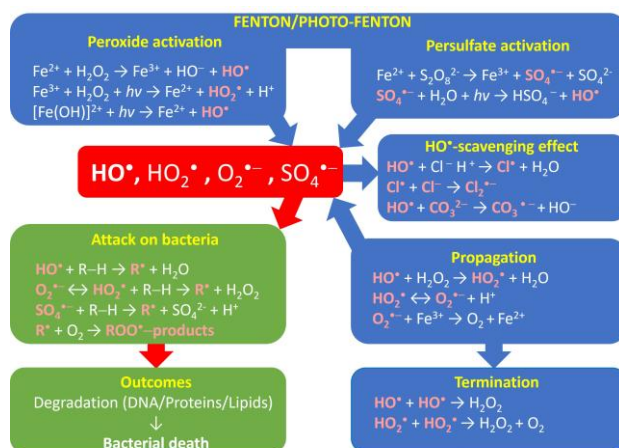 FENTON/PHOTO-FENTON
Peroxide activation
Fe²⁺ + H₂O₂ → Fe³⁺ + HO⁻ + HO•
Fe³⁺ + H₂O₂ + hv → Fe²⁺ + HO₂• + H⁺
[Fe(OH)]²⁺ + hv → Fe²⁺ + HO•
Persulfate activation
Fe²⁺ + S₂O₈²⁻ → Fe³⁺ + SO₄•⁻ + SO₄²⁻
SO₄•⁻ + H₂O + hv → HSO₄⁻ + HO•
HO•, HO₂•, O₂•⁻, SO₄•⁻
HO•-scavenging effect
HO• + Cl⁻ H⁺ → Cl• + H₂O
Cl• + Cl⁻ → Cl₂•⁻
HO• + CO₃²⁻ → CO₃•⁻ + HO⁻
Attack on bacteria
HO• + R–H → R• + H₂O
O₂•⁻ ↔ HO₂• + R–H → R• + H₂O₂
SO₄•⁻ + R–H → R• + SO₄²⁻ + H⁺
R• + O₂ → ROO•–products
Propagation
HO• + H₂O₂ → HO₂• + H₂O
HO₂• ↔ O₂•⁻ + H⁺
O₂•⁻ + Fe³⁺ → O₂ + Fe²⁺
Outcomes
Degradation (DNA/Proteins/Lipids)
↓
Bacterial death
Termination
HO• + HO• → H₂O₂
HO₂• + HO₂• → H₂O₂ + O₂